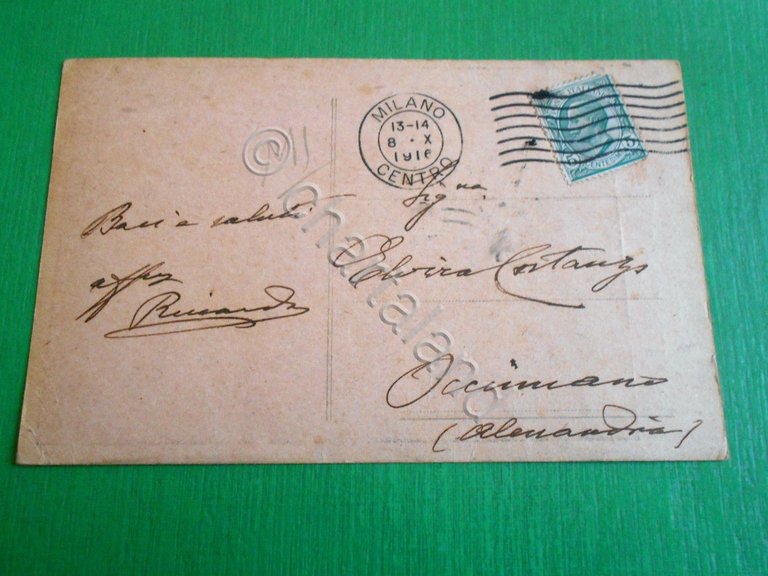 MILANO
13-14
8 · X
1916
CENTRO
Sig.na
Elvira Costanzo
Occimiano
(Alessandria)
Baci e saluti
affmo
Riccardo